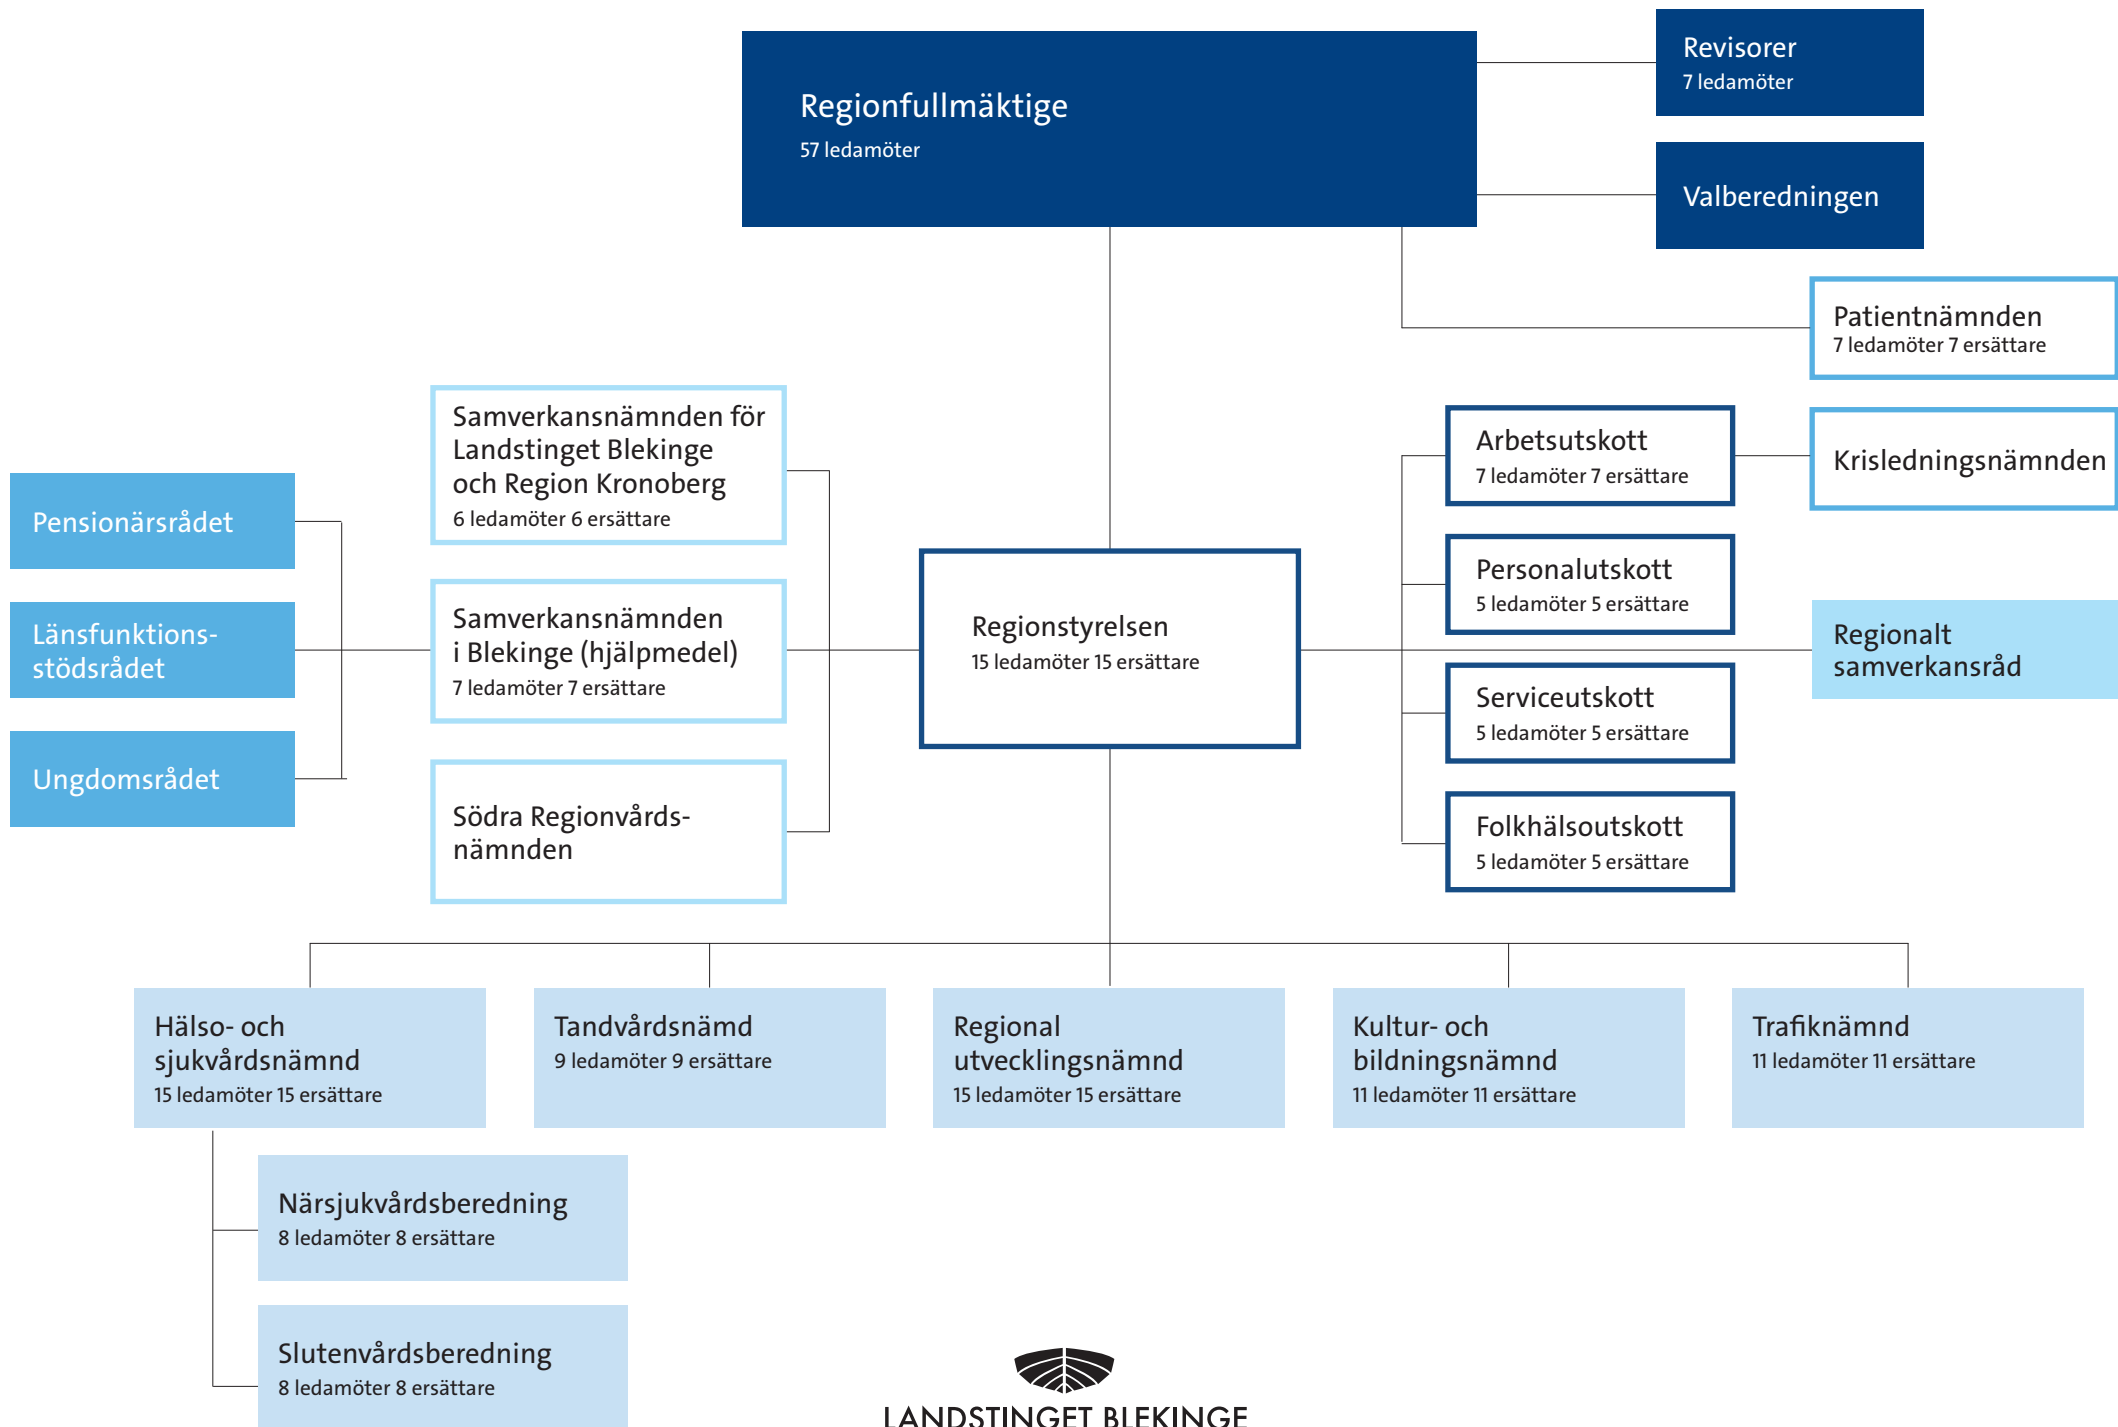 Regionfullmäktige
57 ledamöter
Revisorer
7 ledamöter
Valberedningen
Patientnämnden
7 ledamöter 7 ersättare
Samverkansnämnden för
Landstinget Blekinge
och Region Kronoberg
6 ledamöter 6 ersättare
Arbetsutskott
7 ledamöter 7 ersättare
Krisledningsnämnden
Pensionärsrådet
Personalutskott
5 ledamöter 5 ersättare
Länsfunktions-
stödsrådet
Samverkansnämnden
i Blekinge (hjälpmedel)
7 ledamöter 7 ersättare
Regionstyrelsen
15 ledamöter 15 ersättare
Regionalt
samverkansråd
Serviceutskott
5 ledamöter 5 ersättare
Ungdomsrådet
Södra Regionvårds-
nämnden
Folkhälsoutskott
5 ledamöter 5 ersättare
Hälso- och
sjukvårdsnämnd
15 ledamöter 15 ersättare
Tandvårdsnämd
9 ledamöter 9 ersättare
Regional
utvecklingsnämnd
15 ledamöter 15 ersättare
Kultur- och
bildningsnämnd
11 ledamöter 11 ersättare
Trafiknämnd
11 ledamöter 11 ersättare
Närsjukvårdsberedning
8 ledamöter 8 ersättare
Slutenvårdsberedning
8 ledamöter 8 ersättare
LANDSTINGET BLEKINGE